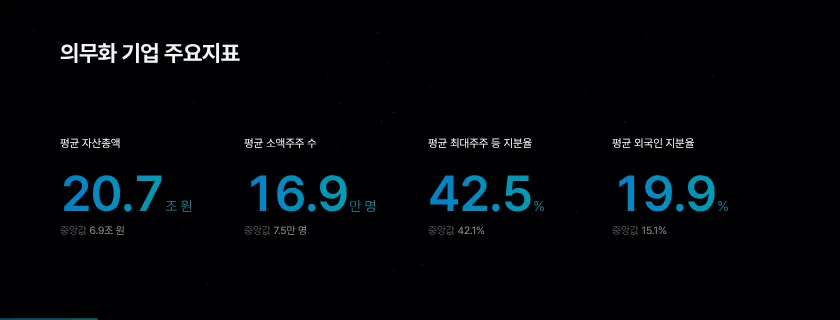 의무화 기업 주요지표
평균 자산총액
20.7조 원
중앙값 6.9조 원
평균 소액주주 수
16.9만 명
중앙값 7.5만 명
평균 최대주주 등 지분율
42.5%
중앙값 42.1%
평균 외국인 지분율
19.9%
중앙값 15.1%